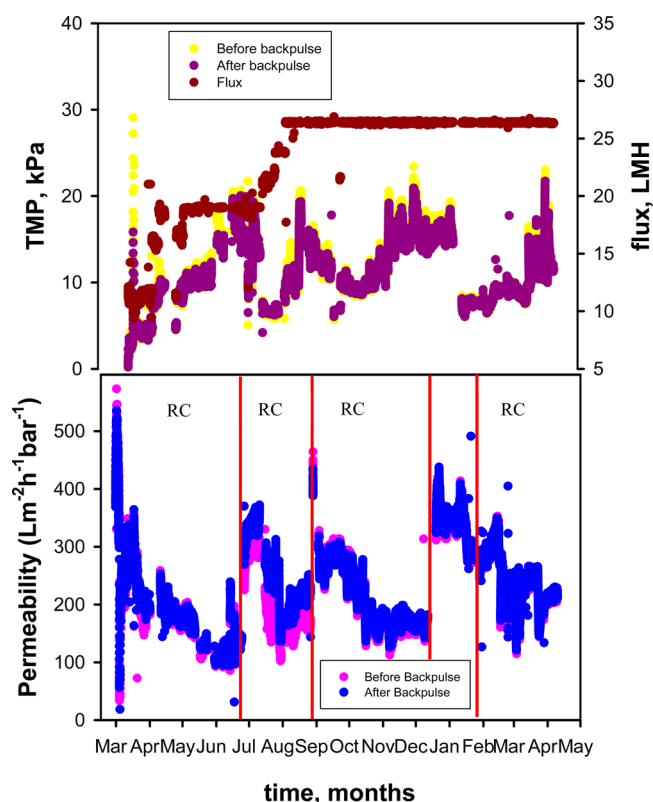 40
35
Before backpulse
After backpulse
Flux
30
30
25
20
20
15
10
10
0
5
TMP, kPa
flux, LMH
RC
RC
RC
RC
500
400
300
200
100
0
Permeability (Lm⁻²h⁻¹bar⁻¹)
Before Backpulse
After Backpulse
Mar Apr May Jun Jul Aug Sep Oct Nov Dec Jan Feb Mar Apr May
time, months